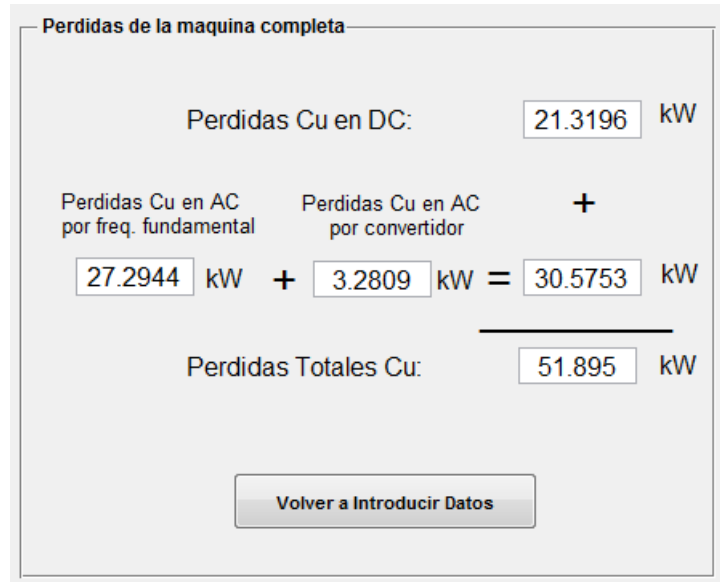 Perdidas de la maquina completa
Perdidas Cu en DC: 21.3196 kW
+
Perdidas Cu en AC
por freq. fundamental
Perdidas Cu en AC
por convertidor
27.2944 kW + 3.2809 kW = 30.5753 kW
Perdidas Totales Cu: 51.895 kW
Volver a Introducir Datos